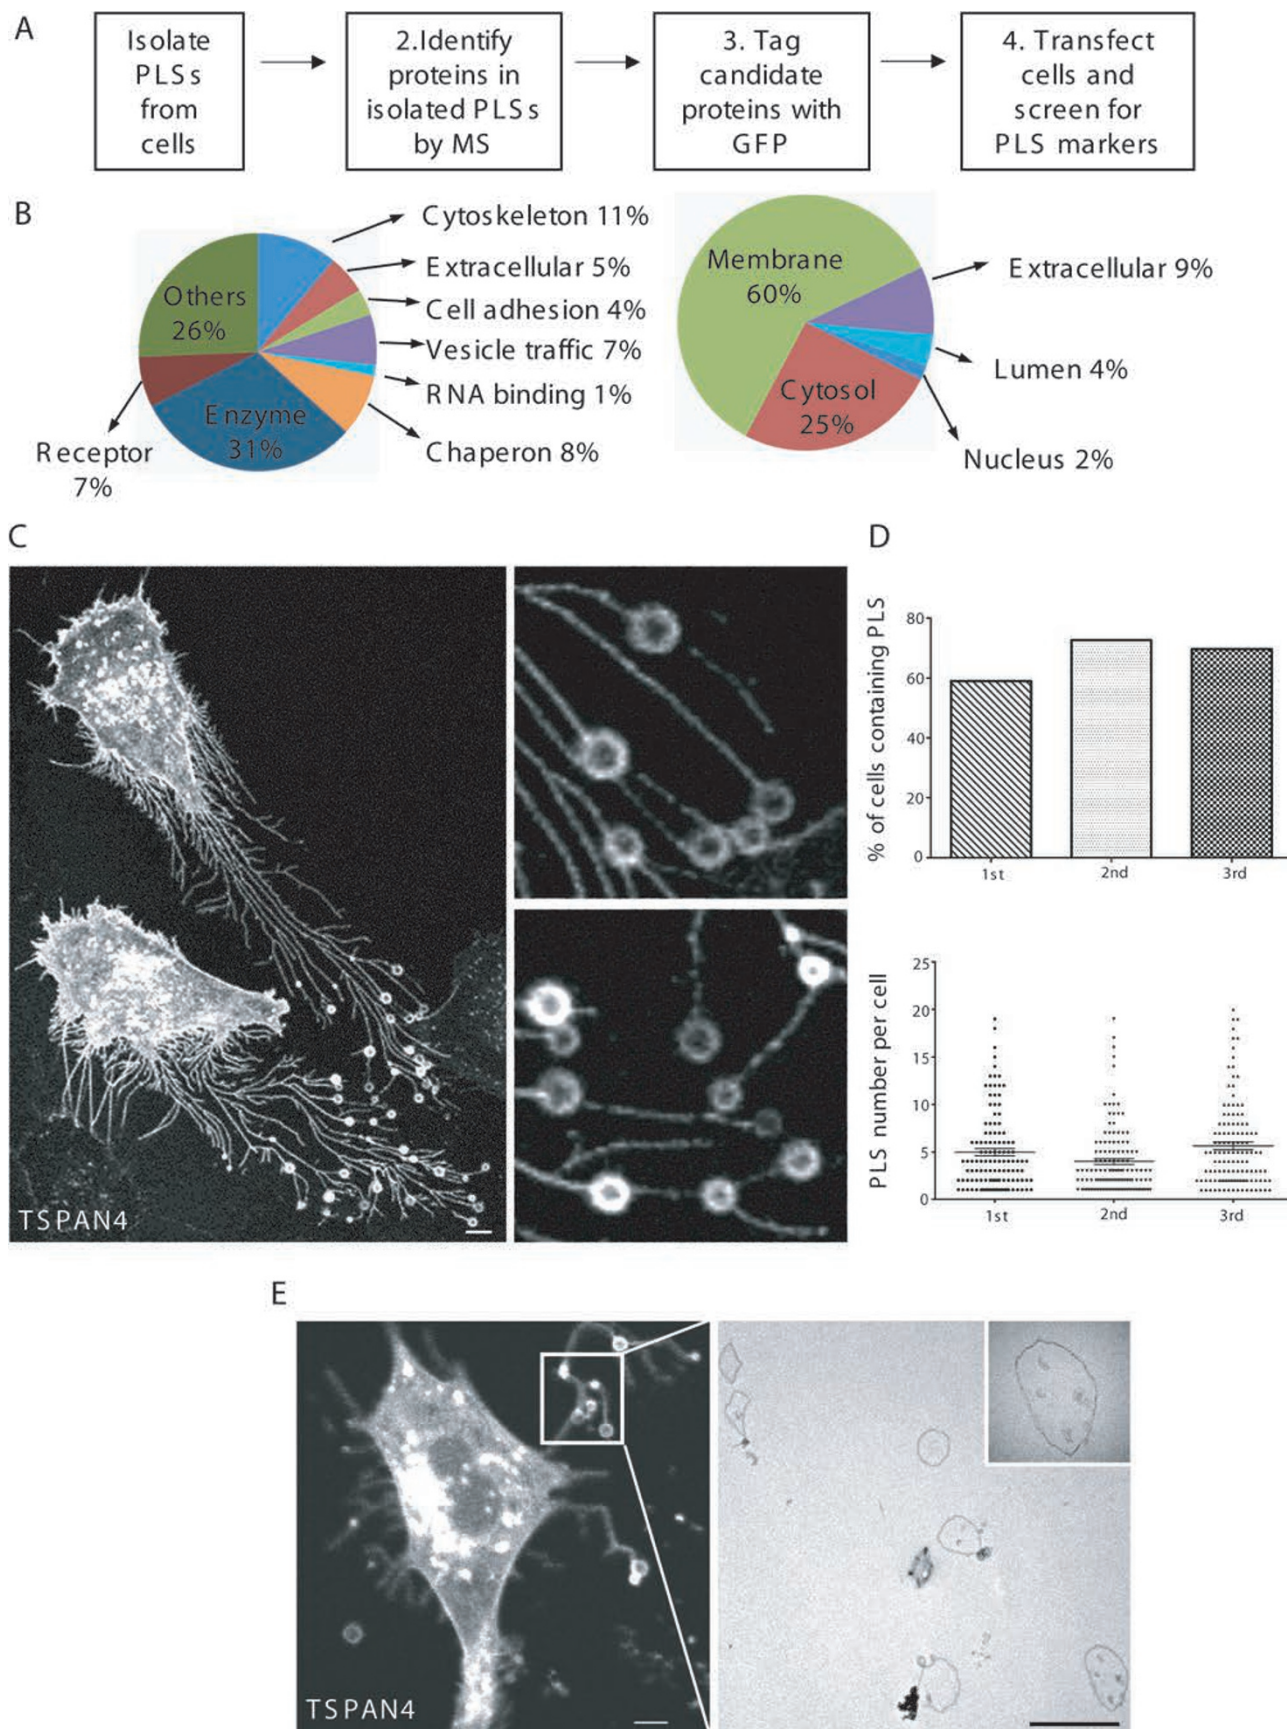 A
Isolate
PLSs
from
cells
2.Identify
proteins in
isolated PLSs
by MS
3. Tag
candidate
proteins with
GFP
4. Transfect
cells and
screen for
PLS markers
B
Cytoskeleton 11%
Extracellular 5%
Cell adhesion 4%
Vesicle traffic 7%
RNA binding 1%
Chaperon 8%
Others
26%
Enzyme
31%
Receptor
7%
Membrane
60%
Extracellular 9%
Lumen 4%
Cytosol
25%
Nucleus 2%
C
TSPAN4
D
% of cells containing PLS
80
60
40
20
0
1st
2nd
3rd
PLS number per cell
25
20
15
10
5
0
1st
2nd
3rd
E
TSPAN4